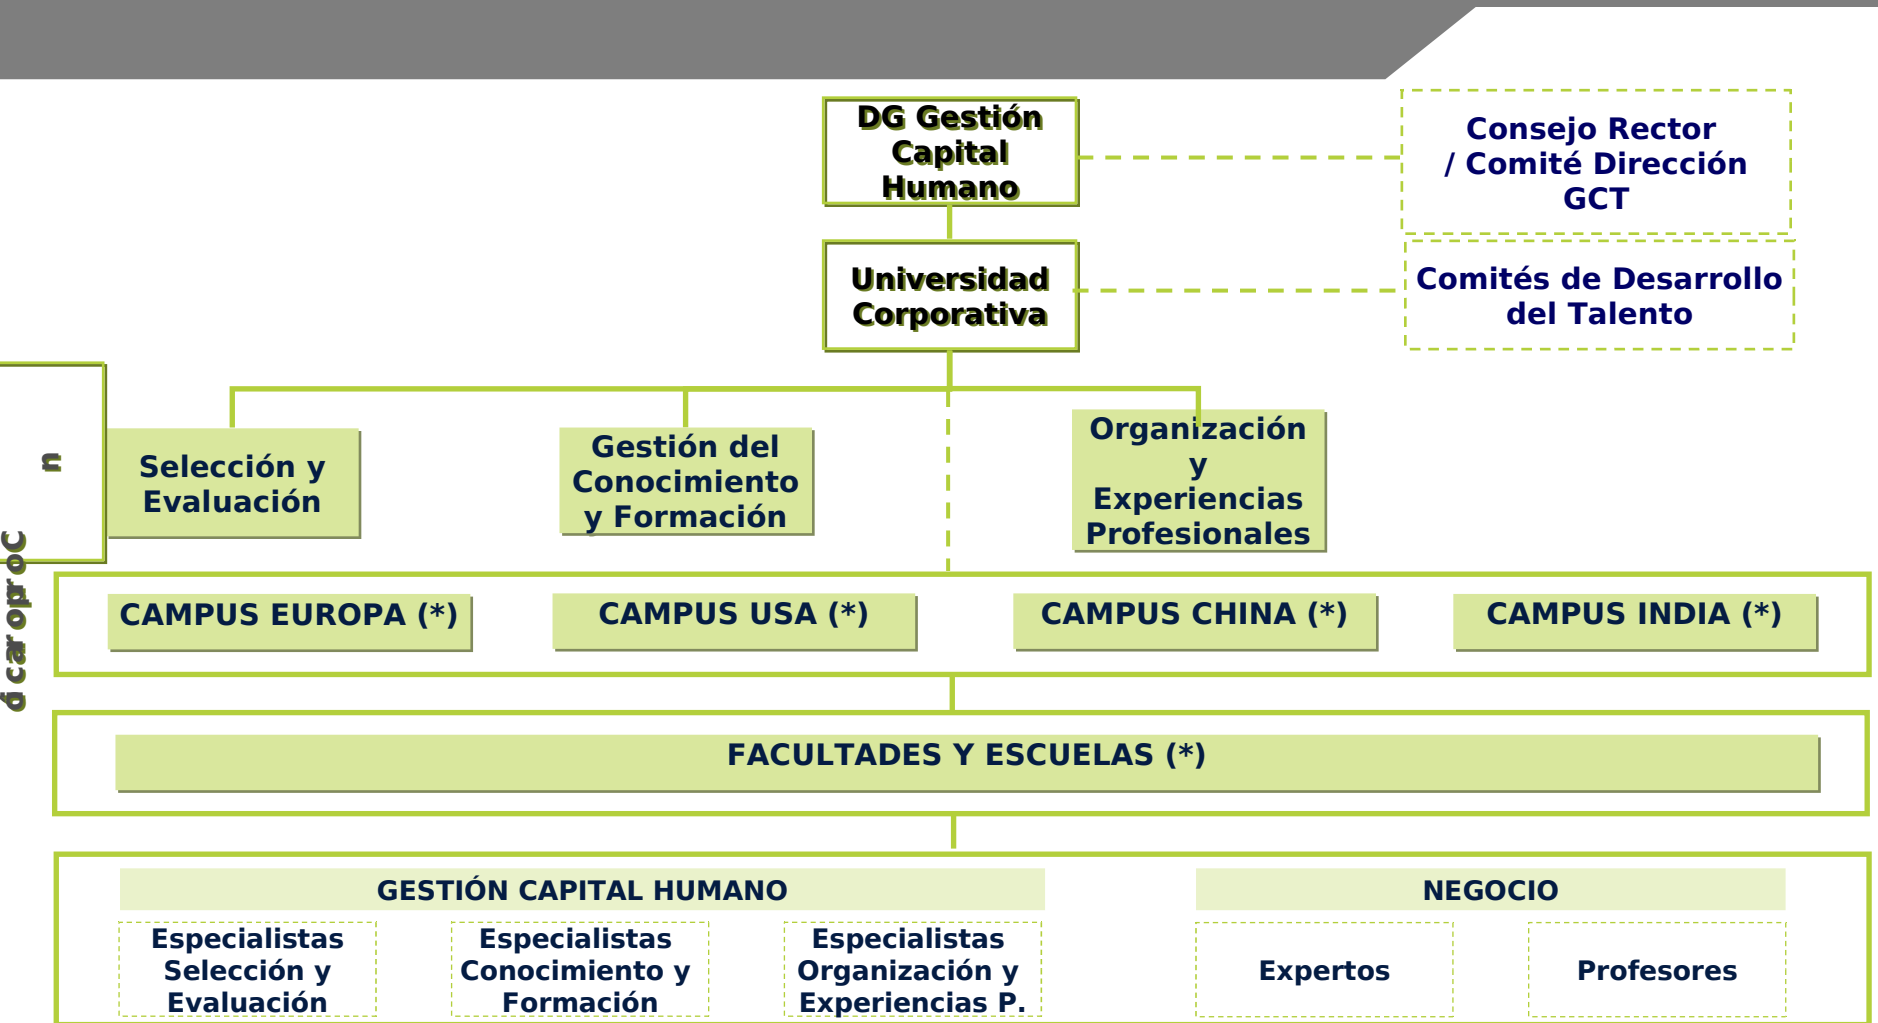 DG Gestión
Capital
Humano
Consejo Rector
/ Comité Dirección
GCT
Universidad
Corporativa
Comités de Desarrollo
del Talento
Selección y
Evaluación
Gestión del
Conocimiento
y Formación
Organización
y
Experiencias
Profesionales
n
CAMPUS EUROPA (*)
CAMPUS USA (*)
CAMPUS CHINA (*)
CAMPUS INDIA (*)
FACULTADES Y ESCUELAS (*)
GESTIÓN CAPITAL HUMANO
NEGOCIO
Especialistas
Selección y
Evaluación
Especialistas
Conocimiento y
Formación
Especialistas
Organización y
Experiencias P.
Expertos
Profesores